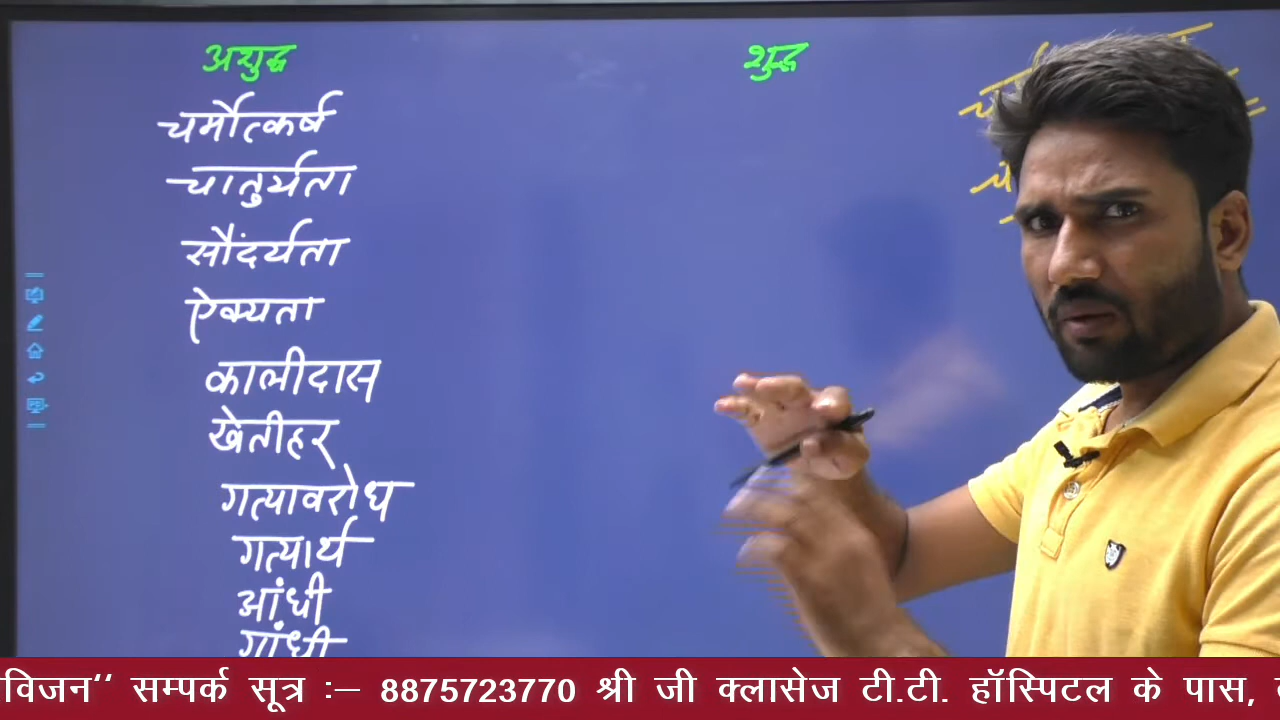 अशुद्ध
शुद्ध
चर्मोत्कर्ष
चातुर्यता
सौंदर्यता
ऐक्यता
कालीदास
खेतीहर
गत्यावरोध
गत्यार्थ
आंधी
गांधी
विजन‘‘ सम्पर्क सूत्र :– 8875723770 श्री जी क्लासेज टी.टी. हॉस्पिटल के पास,